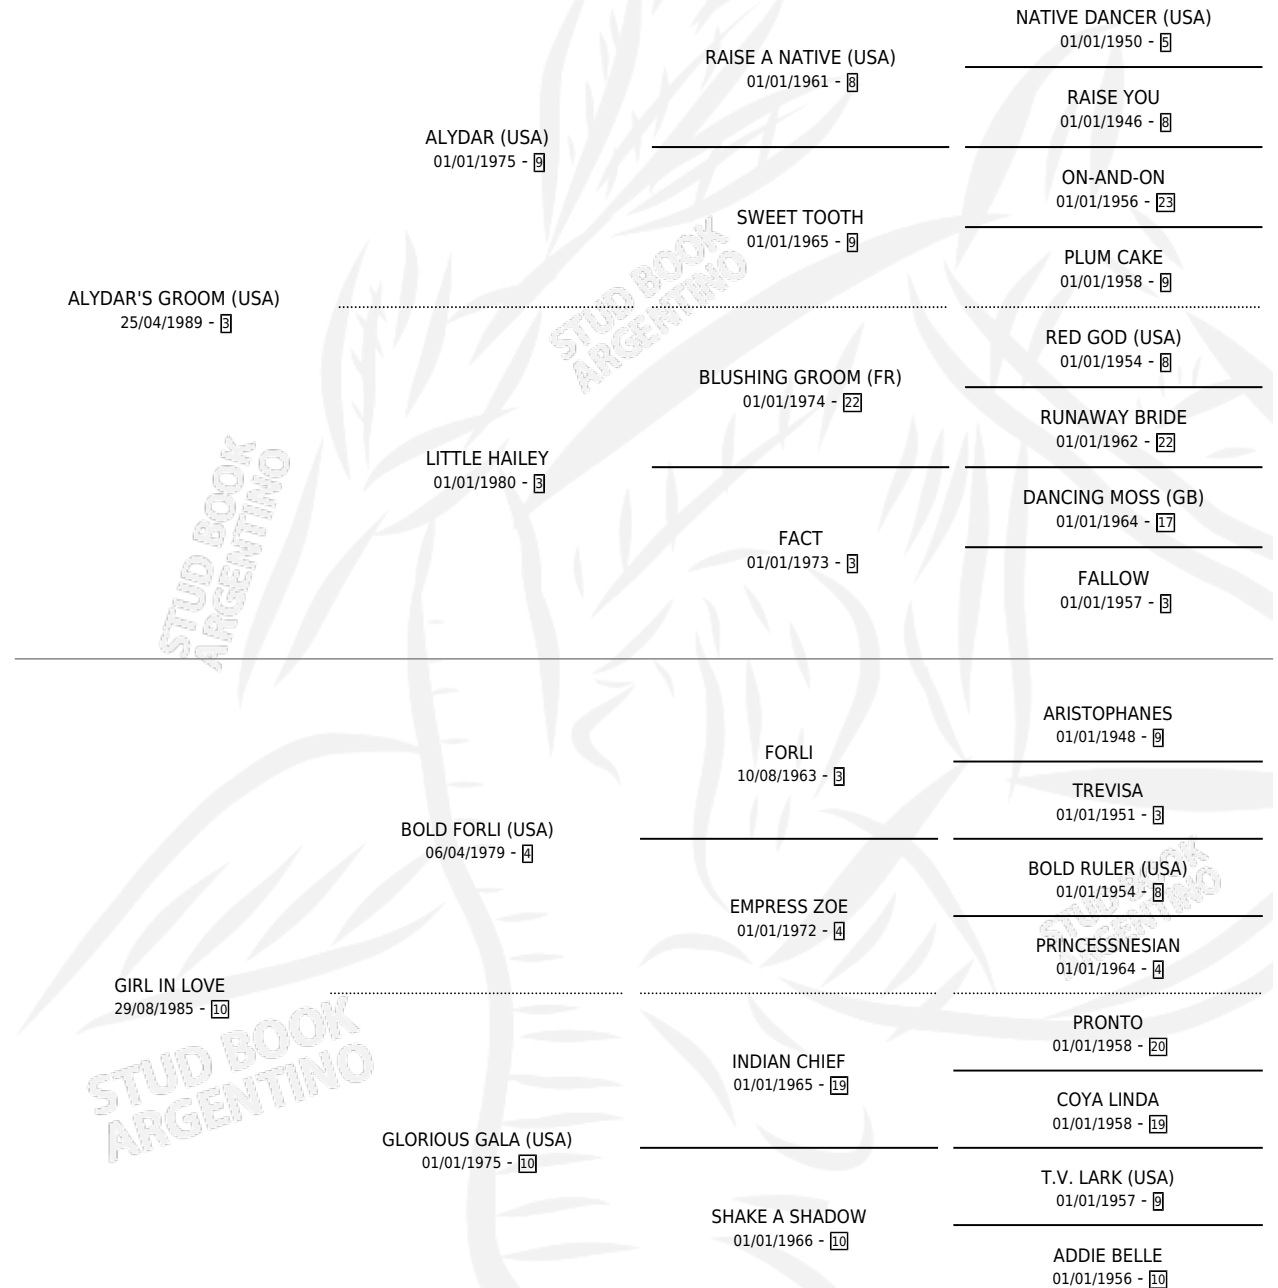 NATIVE DANCER (USA)
01/01/1950 - 5
RAISE A NATIVE (USA)
01/01/1961 - 8
RAISE YOU
01/01/1946 - 8
ALYDAR (USA)
01/01/1975 - 9
ON-AND-ON
01/01/1956 - 23
SWEET TOOTH
01/01/1965 - 9
PLUM CAKE
01/01/1958 - 9
ALYDAR'S GROOM (USA)
25/04/1989 - 3
RED GOD (USA)
01/01/1954 - 8
BLUSHING GROOM (FR)
01/01/1974 - 22
RUNAWAY BRIDE
01/01/1962 - 22
LITTLE HAILEY
01/01/1980 - 3
DANCING MOSS (GB)
01/01/1964 - 17
FACT
01/01/1973 - 3
FALLOW
01/01/1957 - 3
ARISTOPHANES
01/01/1948 - 9
FORLI
10/08/1963 - 3
TREVISA
01/01/1951 - 3
BOLD FORLI (USA)
06/04/1979 - 4
BOLD RULER (USA)
01/01/1954 - 8
EMPRESS ZOE
01/01/1972 - 4
PRINCESSNESIAN
01/01/1964 - 4
GIRL IN LOVE
29/08/1985 - 10
PRONTO
01/01/1958 - 20
INDIAN CHIEF
01/01/1965 - 19
COYA LINDA
01/01/1958 - 19
GLORIOUS GALA (USA)
01/01/1975 - 10
T.V. LARK (USA)
01/01/1957 - 9
SHAKE A SHADOW
01/01/1966 - 10
ADDIE BELLE
01/01/1956 - 10
STUD BOOK
ARGENTINO
STUD BOOK
ARGENTINO
STUD BOOK
ARGENTINO
STUD BOOK
ARGENTINO